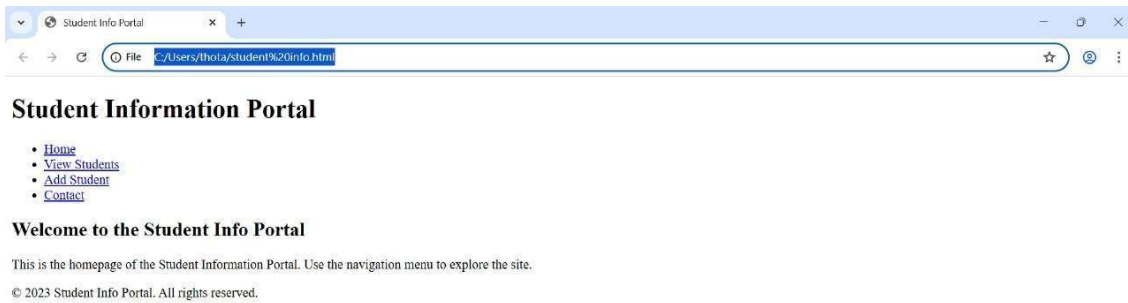 Student Info Portal
File C:/Users/thota/student%20info.html
Student Information Portal
Home
View Students
Add Student
Contact
Welcome to the Student Info Portal
This is the homepage of the Student Information Portal. Use the navigation menu to explore the site.
© 2023 Student Info Portal. All rights reserved.